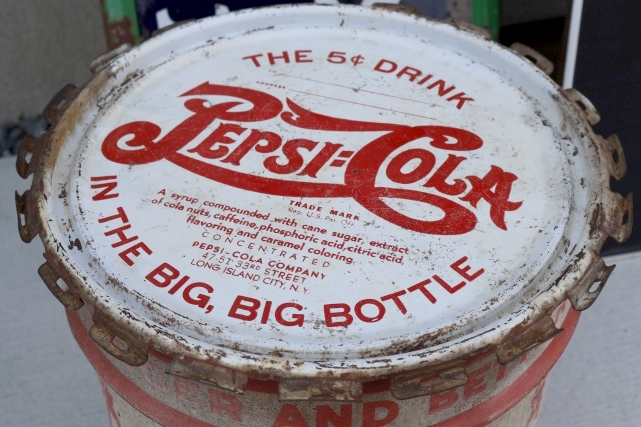 THE 5¢ DRINK
ADDRESS
PEPSI=COLA
TRADE MARK
Reg. U.S. Pat. Off.
A syrup compounded with cane sugar, extract
of cola nuts, caffeine, phosphoric acid, citric acid,
flavoring and caramel coloring.
CONCENTRATED
PEPSI-COLA COMPANY
47-51 33RD STREET
LONG ISLAND CITY, N.Y.
IN THE BIG, BIG BOTTLE
AND